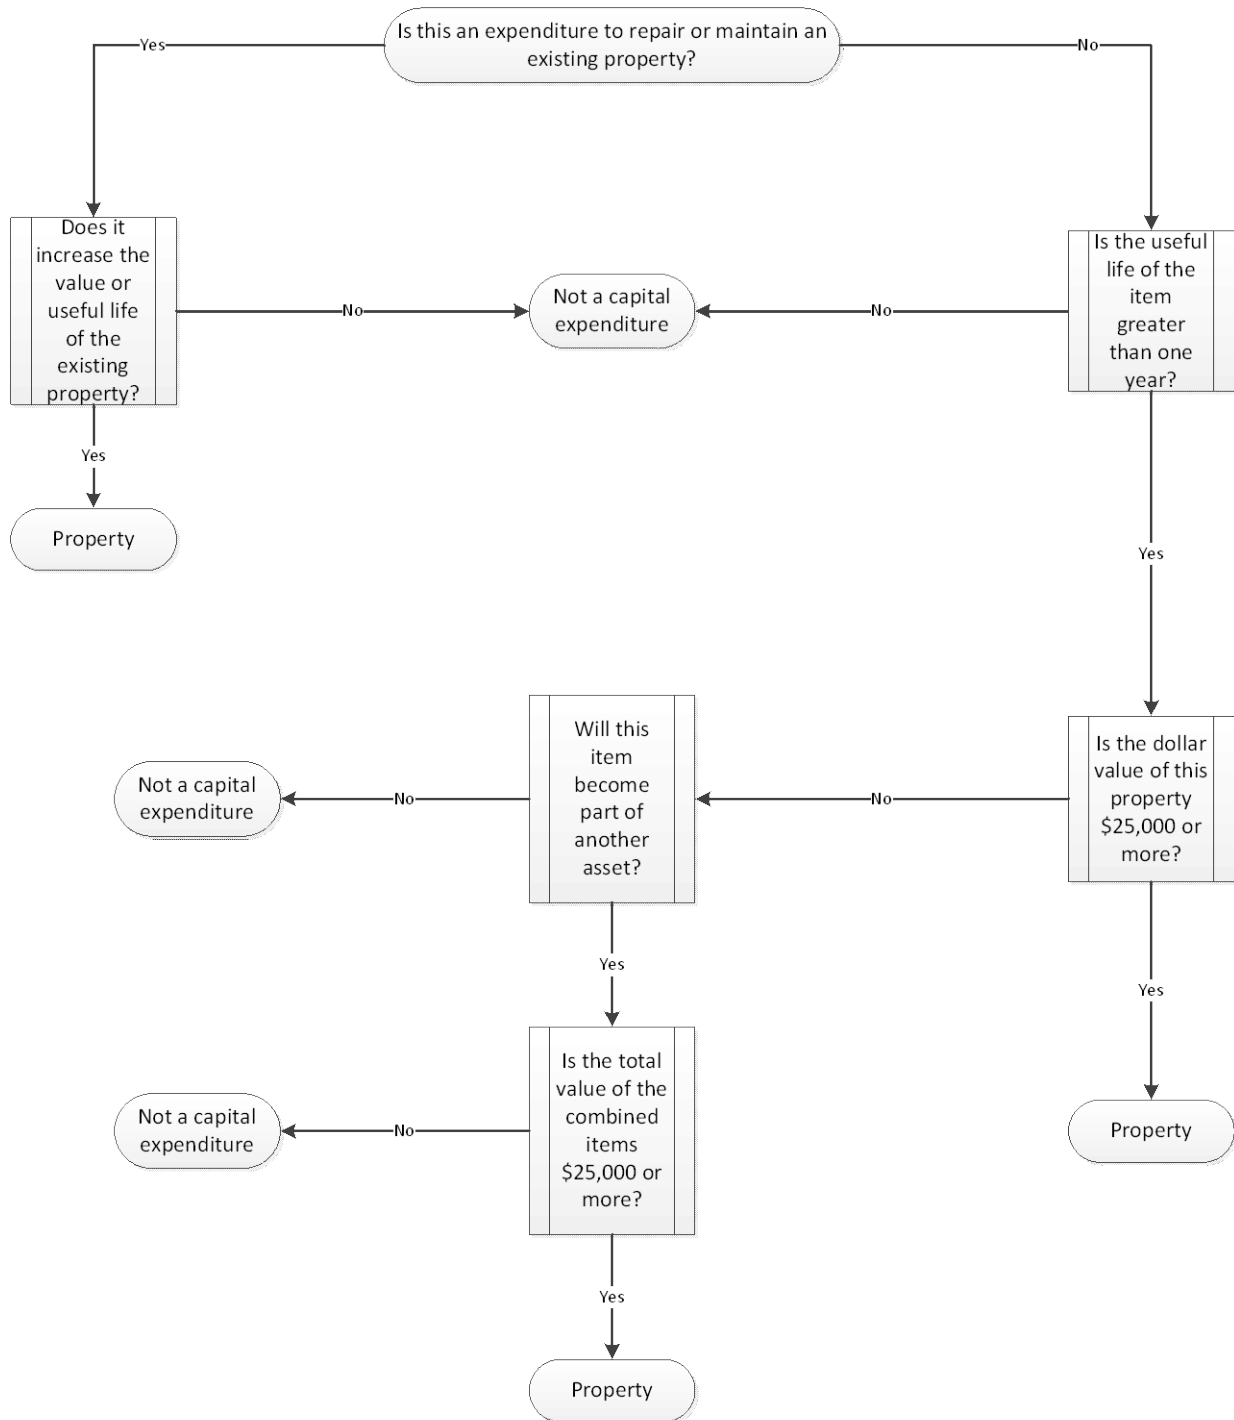 Is this an expenditure to repair or maintain an
existing property?
Yes
No
Does it
increase the
value or
useful life
of the
existing
property?
No
Not a capital
expenditure
No
Is the useful
life of the
item
greater
than one
year?
Yes
Property
Yes
Not a capital
expenditure
No
Will this
item
become
part of
another
asset?
No
Is the dollar
value of this
property
$25,000 or
more?
Yes
Yes
Not a capital
expenditure
No
Is the total
value of the
combined
items
$25,000 or
more?
Property
Yes
Property